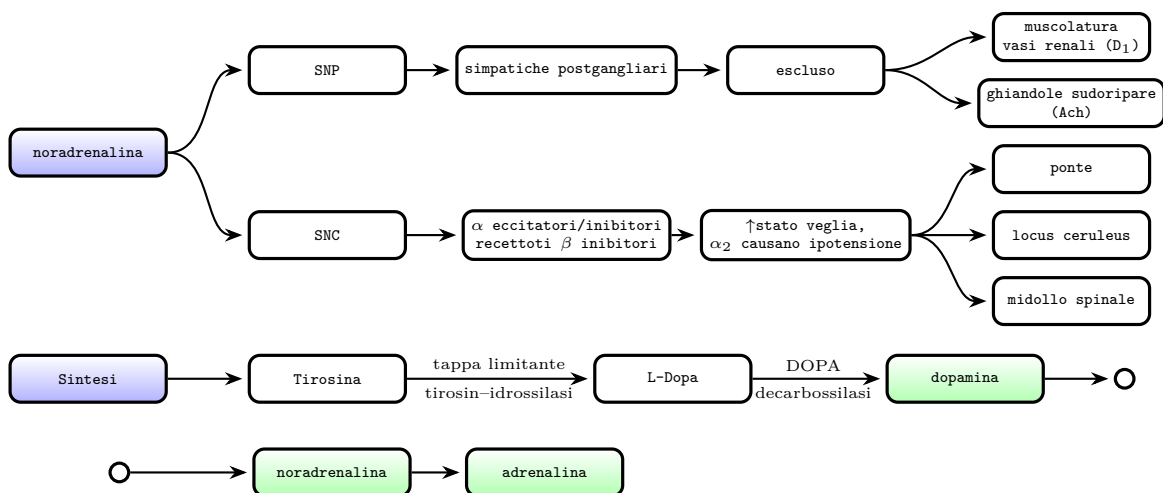 noradrenalina
SNP
simpatiche postgangliari
escluso
muscolatura
vasi renali (D₁)
ghiandole sudoripare
(Ach)
SNC
α eccitatori/inibitori
recettoti β inibitori
↑stato veglia,
α₂ causano ipotensione
ponte
locus ceruleus
midollo spinale
Sintesi
Tirosina
tappa limitante
tirosin–idrossilasi
L-Dopa
DOPA
decarbossilasi
dopamina
noradrenalina
adrenalina